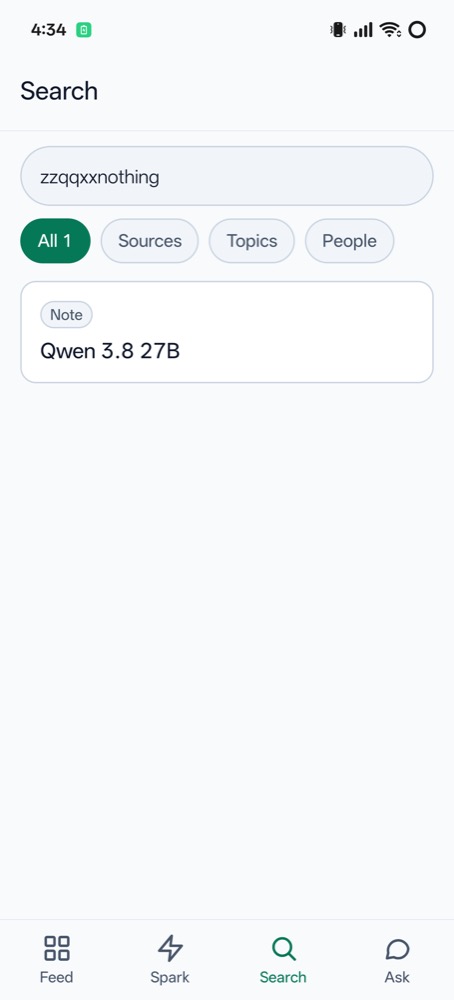 4:34
Search
zzqqxxnothing
All 1 Sources Topics People
Note
Qwen 3.8 27B
Feed Spark Search Ask